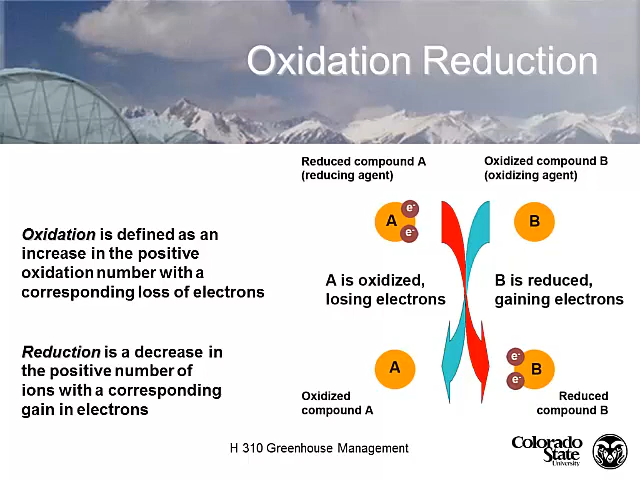 Oxidation Reduction
Reduced compound A
(reducing agent)
Oxidized compound B
(oxidizing agent)
A
e-
e-
B
Oxidation is defined as an
increase in the positive
oxidation number with a
corresponding loss of electrons
A is oxidized,
losing electrons
B is reduced,
gaining electrons
Reduction is a decrease in
the positive number of
ions with a corresponding
gain in electrons
A
e-
e-
B
Oxidized
compound A
Reduced
compound B
H 310 Greenhouse Management
Colorado
State
University